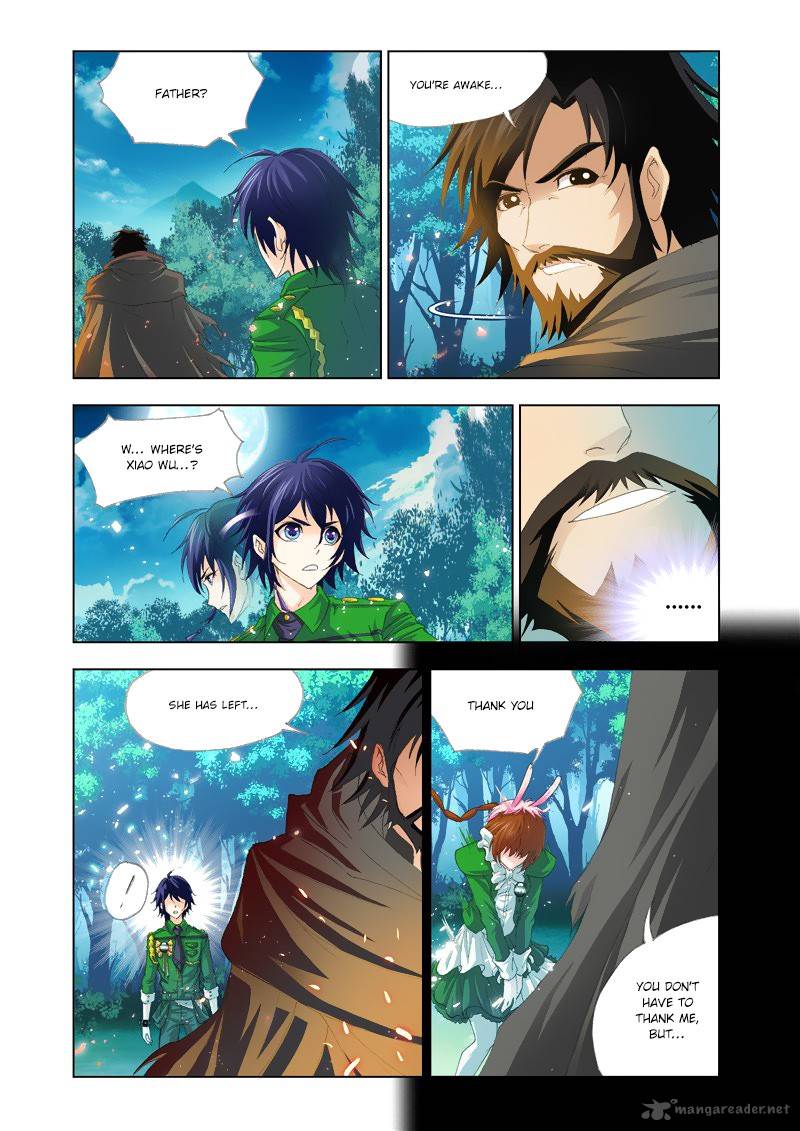 FATHER?
YOU'RE AWAKE...
W... WHERE'S
XIAO WU...?
......
SHE HAS LEFT...
...
THANK YOU
YOU DON'T
HAVE TO
THANK ME,
BUT...
mangareader.net